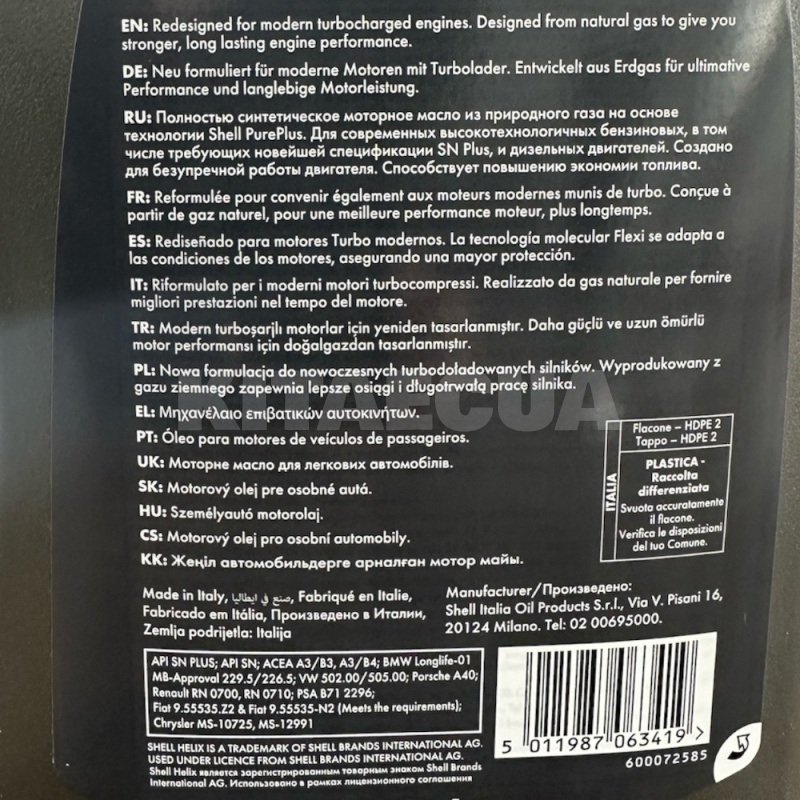 EN: Redesigned for modern turbocharged engines. Designed from natural gas to give you
stronger, long lasting engine performance.
DE: Neu formuliert für moderne Motoren mit Turbolader. Entwickelt aus Erdgas für ultimative
Performance und langlebige Motorleistung.
RU: Полностью синтетическое моторное масло из природного газа на основе
технологии Shell PurePlus. Для современных высокотехнологичных бензиновых, в том
числе требующих новейшей спецификации SN Plus, и дизельных двигателей. Создано
для безупречной работы двигателя. Способствует повышению экономии топлива.
FR: Reformulée pour convenir également aux moteurs modernes munis de turbo. Conçue à
partir de gaz naturel, pour une meilleure performance moteur, plus longtemps.
ES: Rediseñado para motores Turbo modernos. La tecnología molecular Flexi se adapta a
las condiciones de los motores, asegurando una mayor protección.
IT: Riformulato per i moderni motori turbocompressi. Realizzato da gas naturale per fornire
migliori prestazioni nel tempo del motore.
TR: Modern turboşarjlı motorlar için yeniden tasarlanmıştır. Daha güçlü ve uzun ömürlü
motor performansı için doğalgazdan tasarlanmıştır.
PL: Nowa formulacja do nowoczesnych turbodoładowanych silników. Wyprodukowany z
gazu ziemnego zapewnia lepsze osiągi i długotrwałą pracę silnika.
KITAECUA
EL: Μηχανέλαιο επιβατικών αυτοκινήτων.
PT: Óleo para motores de veículos de passageiros.
UK: Моторне масло для легкових автомобілів.
SK: Motorový olej pre osobné autá.
HU: Személyautó motorolaj.
CS: Motorový olej pro osobní automobily.
KK: Жеңіл автомобильдерге арналған мотор майы.
Flacone – HDPE 2
Tappo – HDPE 2
ITALIA
PLASTICA -
Raccolta
differenziata
Svuota accuratamente
il flacone.
Verifica le disposizioni
del tuo Comune.
Made in Italy, صنع في ايطاليا, Fabriqué en Italie,
Fabricado em Itália, Произведено в Италии,
Zemlja podrijetla: Italija
Manufacturer/Произведено:
Shell Italia Oil Products S.r.l., Via V. Pisani 16,
20124 Milano. Tel: 02 00695000.
API SN PLUS; API SN; ACEA A3/B3, A3/B4; BMW Longlife-01
MB-Approval 229.5/226.5; VW 502.00/505.00; Porsche A40;
Renault RN 0700, RN 0710; PSA B71 2296;
Fiat 9.55535.Z2 & Fiat 9.55535-N2 (Meets the requirements);
Chrysler MS-10725, MS-12991
5 011987 063419 >
600072585
SHELL HELIX IS A TRADEMARK OF SHELL BRANDS INTERNATIONAL AG.
USED UNDER LICENCE FROM SHELL BRANDS INTERNATIONAL AG.
Shell Helix является зарегистрированным товарным знаком Shell Brands
International AG. Используется в рамках лицензионного соглашения